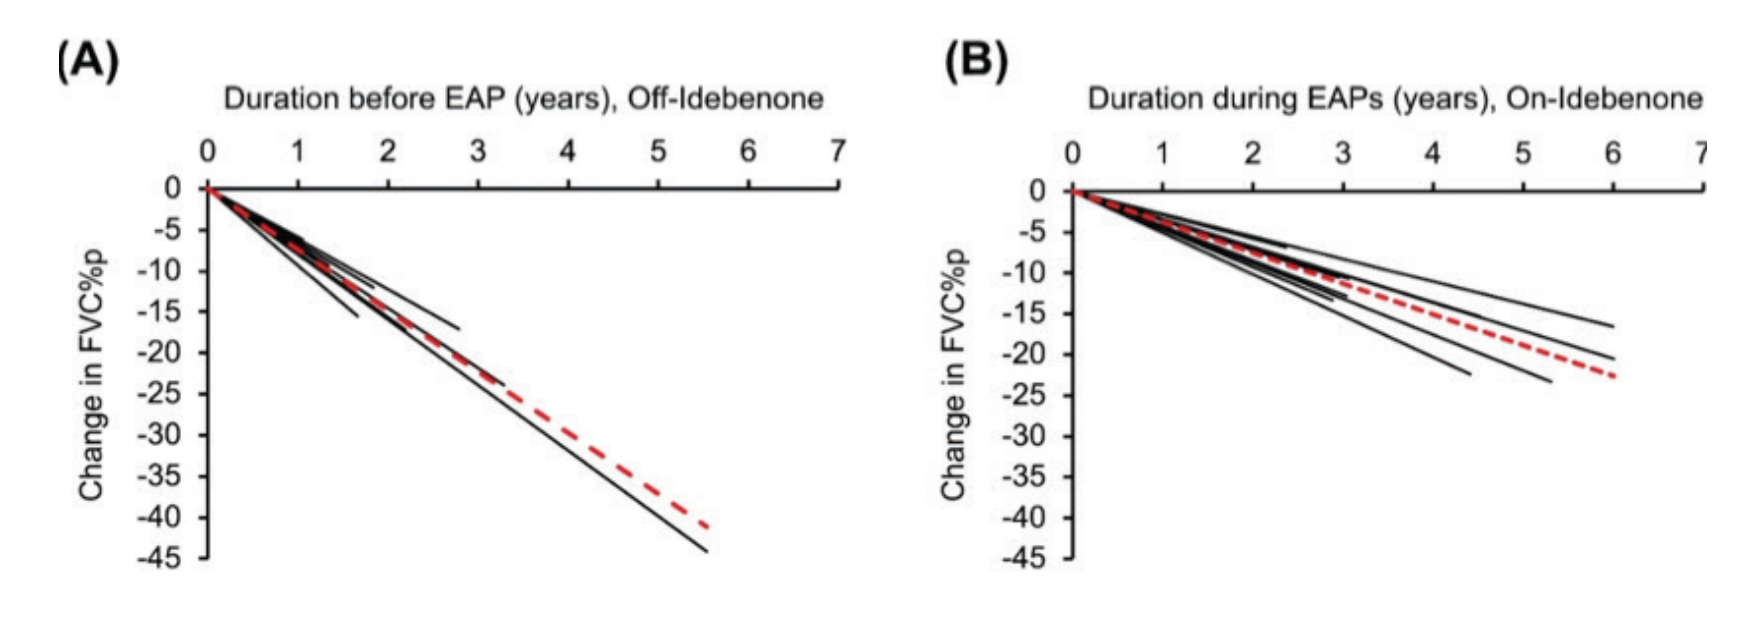 (A)
Duration before EAP (years), Off-Idebenone
0 1 2 3 4 5 6 7
0
-5
-10
-15
-20
-25
-30
-35
-40
-45
Change in FVC%p
(B)
Duration during EAPs (years), On-Idebenone
0 1 2 3 4 5 6 7
0
-5
-10
-15
-20
-25
-30
-35
-40
-45
Change in FVC%p